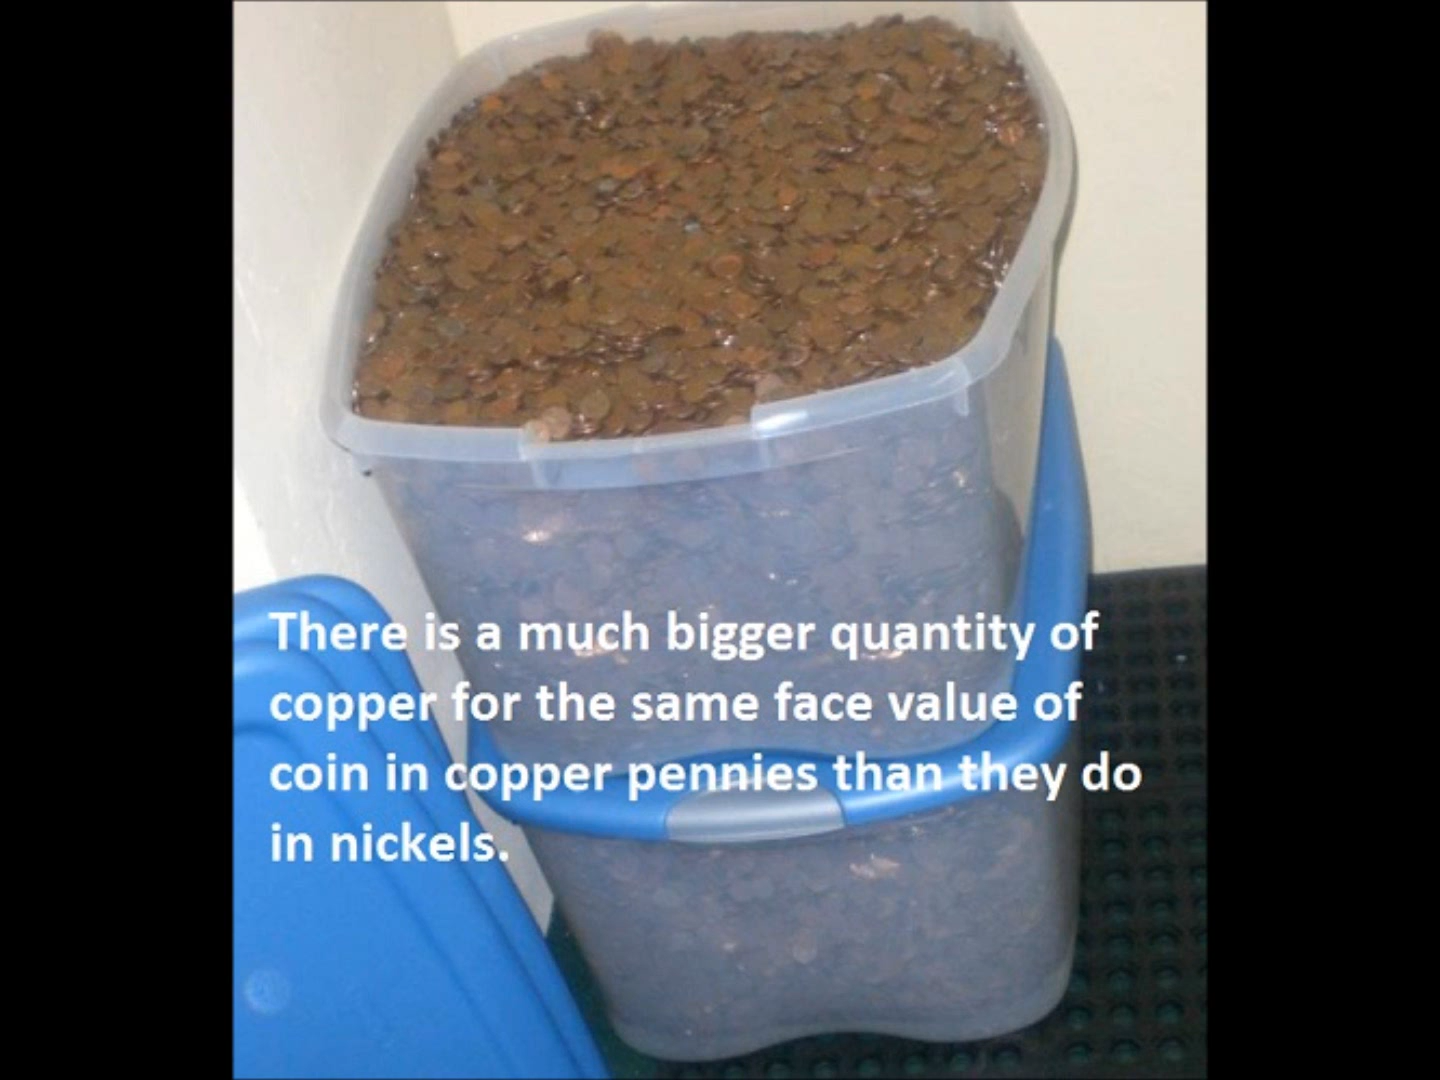 There is a much bigger quantity of
copper for the same face value of
coin in copper pennies than they do
in nickels.